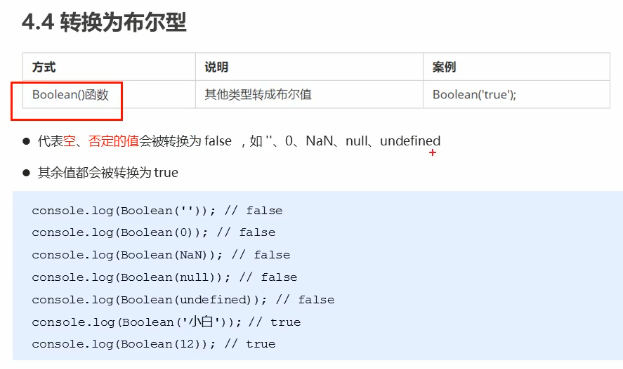 4.4 转换为布尔型
方式 说明 案例
Boolean()函数 其他类型转成布尔值 Boolean('true');
● 代表空、否定的值会被转换为 false ，如 ''、0、NaN、null、undefined
● 其余值都会被转换为 true
console.log(Boolean('')); // false
console.log(Boolean(0)); // false
console.log(Boolean(NaN)); // false
console.log(Boolean(null)); // false
console.log(Boolean(undefined)); // false
console.log(Boolean('小白')); // true
console.log(Boolean(12)); // true